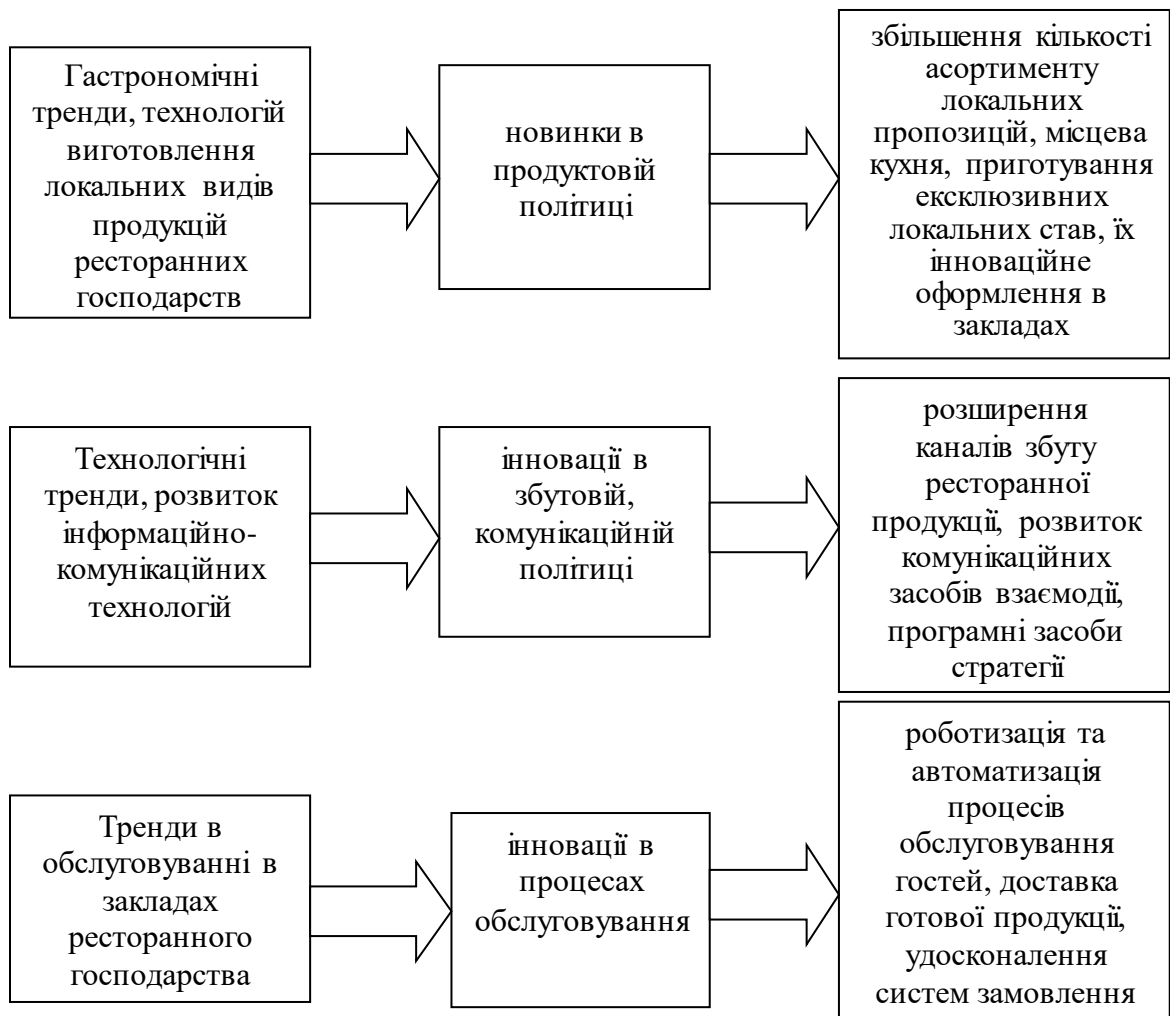 Гастрономічні
тренди, технологій
виготовлення
локальних видів
продукцій
ресторанних
господарств
новинки в
продуктовій
політиці
збільшення кількості
асортименту
локальних
пропозицій, місцева
кухня, приготування
ексклюзивних
локальних став, їх
інноваційне
оформлення в
закладах
Технологічні
тренди, розвиток
інформаційно-
комунікаційних
технологій
інновації в
збутовій,
комунікаційній
політиці
розширення
каналів збуту
ресторанної
продукції, розвиток
комунікаційних
засобів взаємодії,
програмні засоби
стратегії
Тренди в
обслуговуванні в
закладах
ресторанного
господарства
інновації в
процесах
обслуговування
роботизація та
автоматизація
процесів
обслуговування
гостей, доставка
готової продукції,
удосконалення
систем замовлення